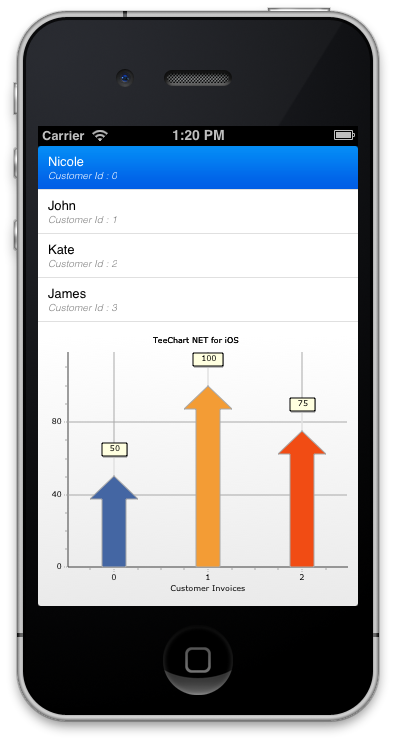 Carrier 1:20 PM
Nicole
Customer Id : 0
John
Customer Id : 1
Kate
Customer Id : 2
James
Customer Id : 3
TeeChart NET for iOS
100
75
50
80
40
0
0 1 2
Customer Invoices